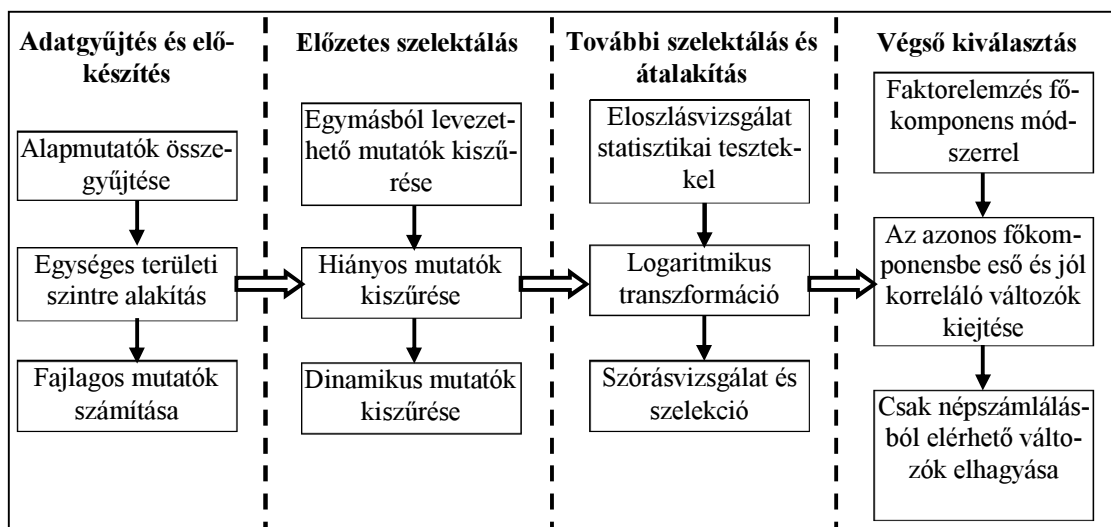 Adatgyűjtés és elő-
készítés
Alapmutatók össze-
gyűjtése
Egységes területi
szintre alakítás
Fajlagos mutatók
számítása
Előzetes szelektálás
Egymásból levezet-
hető mutatók kiszű-
rése
Hiányos mutatók
kiszűrése
Dinamikus mutatók
kiszűrése
További szelektálás és
átalakítás
Eloszlásvizsgálat
statisztikai tesztek-
kel
Logaritmikus
transzformáció
Szórásvizsgálat és
szelekció
Végső kiválasztás
Faktorelemzés fő-
komponens mód-
szerrel
Az azonos főkom-
ponensbe eső és jól
korreláló változók
kiejtése
Csak népszámlálás-
ból elérhető válto-
zók elhagyása